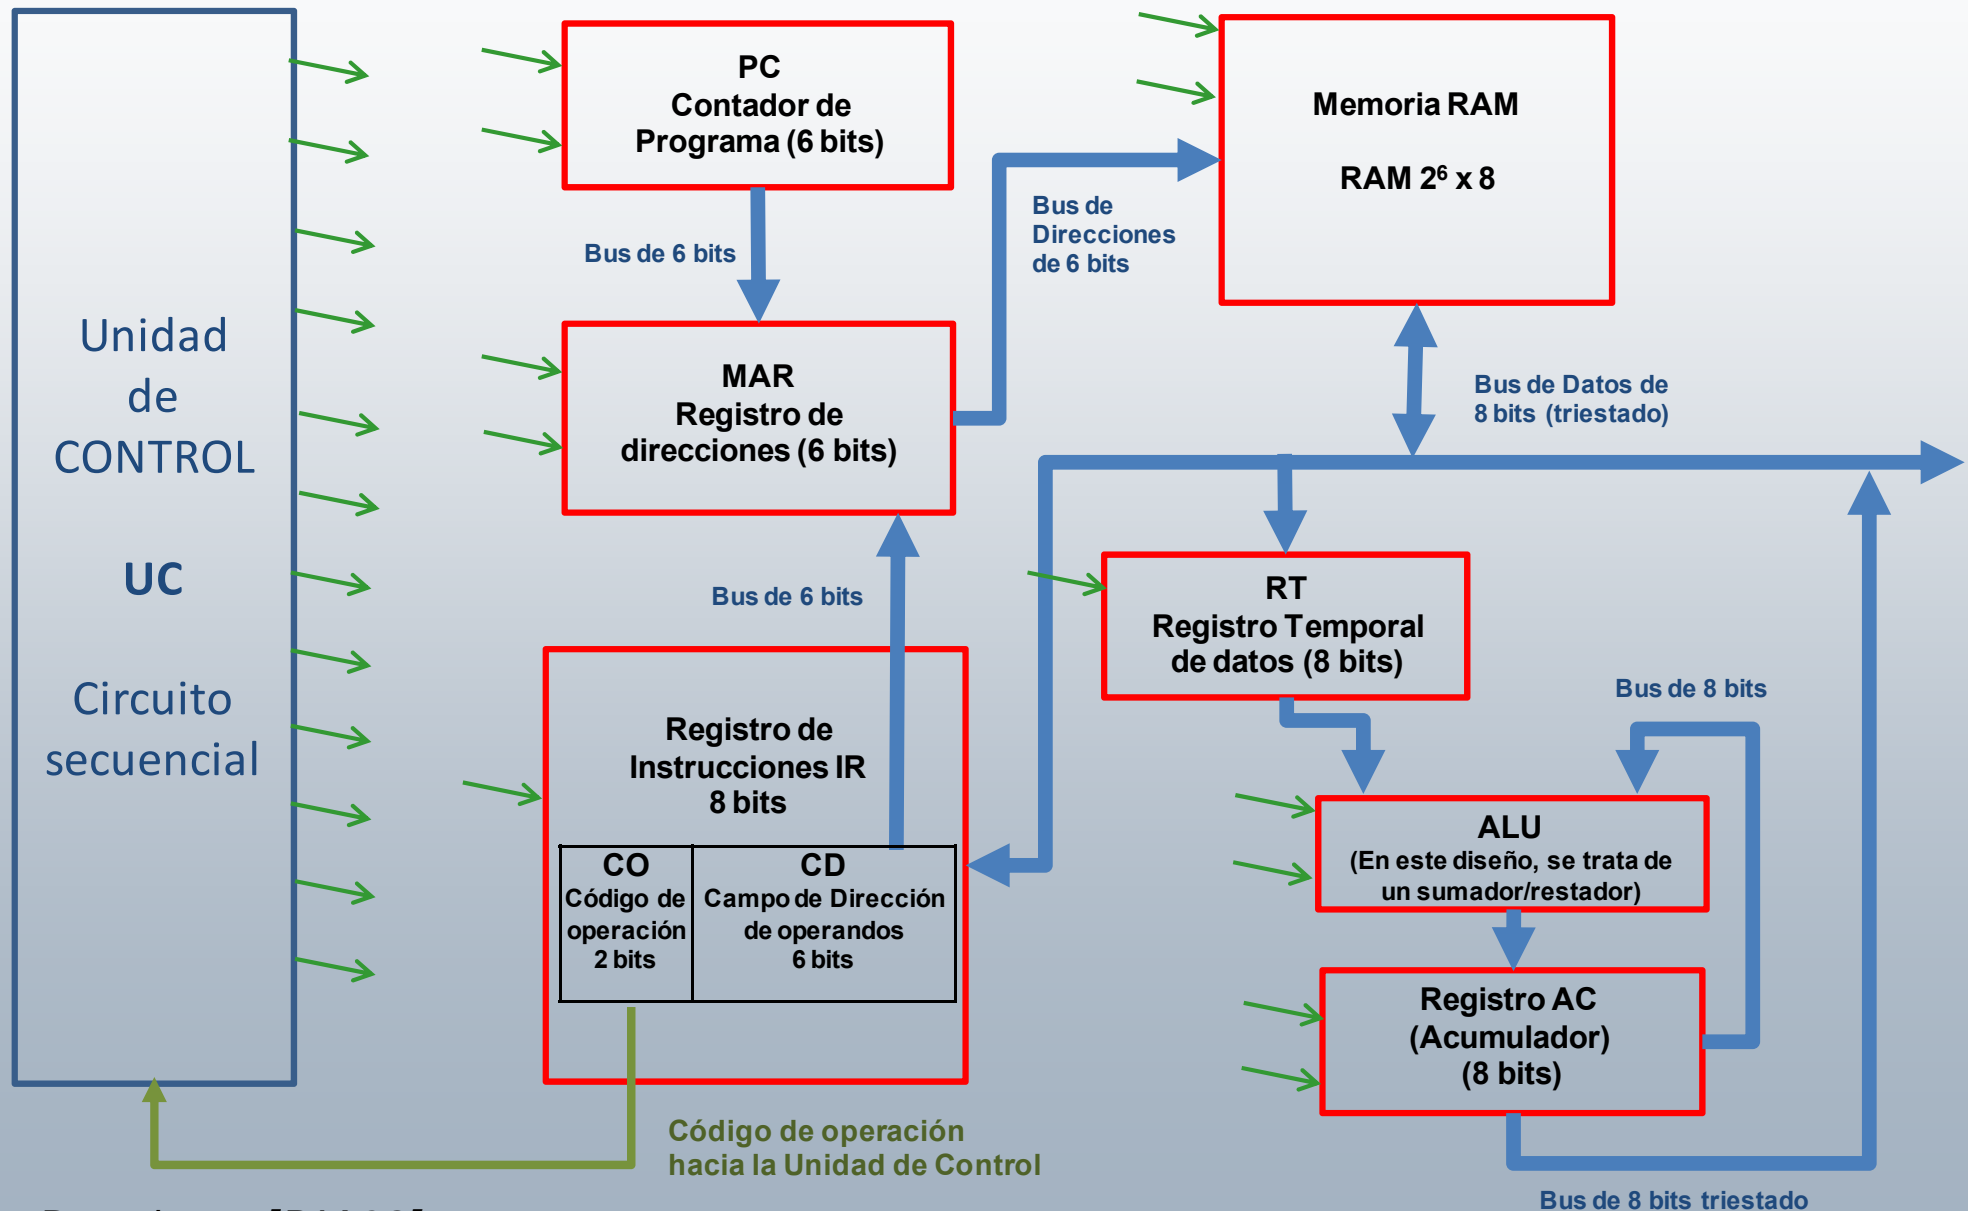 Unidad
de
CONTROL
UC
Circuito
secuencial
PC
Contador de
Programa (6 bits)
Bus de 6 bits
MAR
Registro de
direcciones (6 bits)
Bus de
Direcciones
de 6 bits
Memoria RAM
RAM 2⁶ x 8
Bus de Datos de
8 bits (triestado)
Bus de 6 bits
RT
Registro Temporal
de datos (8 bits)
Bus de 8 bits
Registro de
Instrucciones IR
8 bits
CO
Código de
operación
2 bits
CD
Campo de Dirección
de operandos
6 bits
ALU
(En este diseño, se trata de
un sumador/restador)
Registro AC
(Acumulador)
(8 bits)
Código de operación
hacia la Unidad de Control
Bus de 8 bits triestado